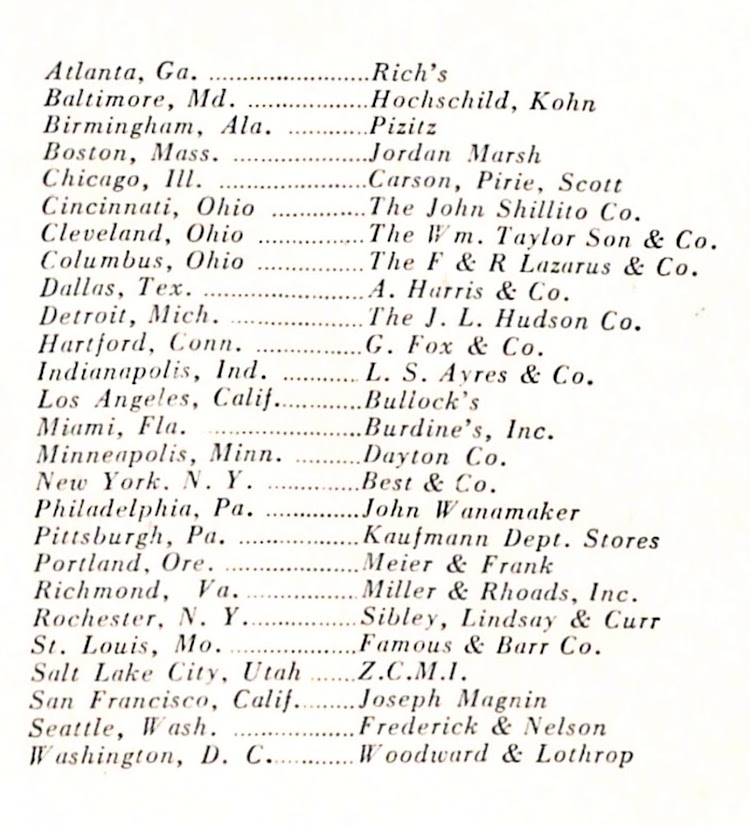 Atlanta, Ga. ........................Rich's
Baltimore, Md. ..................Hochschild, Kohn
Birmingham, Ala. ............Pizitz
Boston, Mass. ....................Jordan Marsh
Chicago, Ill. ......................Carson, Pirie, Scott
Cincinnati, Ohio ..............The John Shillito Co.
Cleveland, Ohio ................The Wm. Taylor Son & Co.
Columbus, Ohio ................The F & R Lazarus & Co.
Dallas, Tex. ........................A. Harris & Co.
Detroit, Mich. ....................The J. L. Hudson Co.
Hartford, Conn. ................G. Fox & Co.
Indianapolis, Ind. ............L. S. Ayres & Co.
Los Angeles, Calif.............Bullock's
Miami, Fla. .......................Burdine's, Inc.
Minneapolis, Minn. ..........Dayton Co.
New York. N. Y. ..............Best & Co.
Philadelphia, Pa. ..............John Wanamaker
Pittsburgh, Pa. ..................Kaufmann Dept. Stores
Portland, Ore. ....................Meier & Frank
Richmond, Va. .................Miller & Rhoads, Inc.
Rochester, N. Y.................Sibley, Lindsay & Curr
St. Louis, Mo. ...................Famous & Barr Co.
Salt Lake City, Utah ......Z.C.M.I.
San Francisco, Calif.........Joseph Magnin
Seattle, Wash. ..................Frederick & Nelson
Washington, D. C.............Woodward & Lothrop